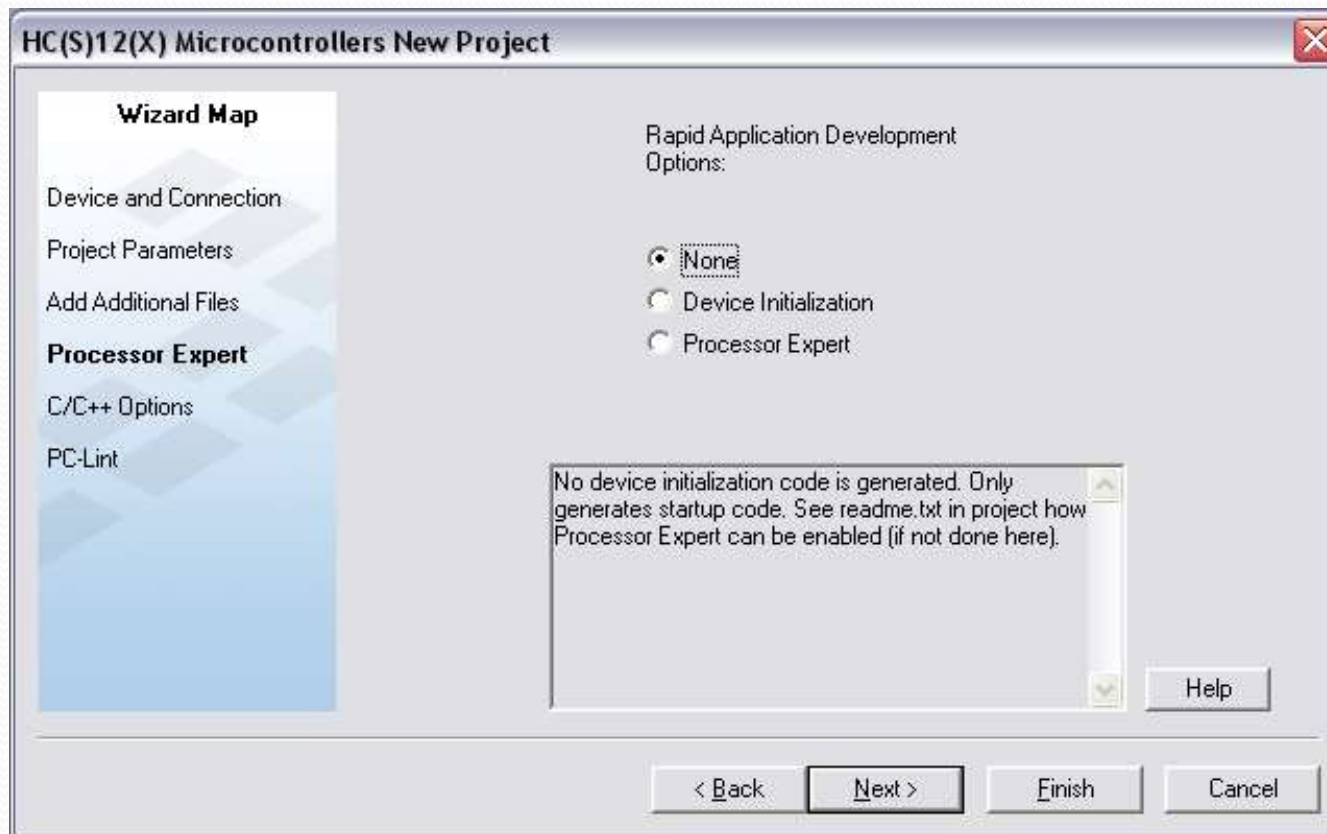 HC(S)12(X) Microcontrollers New Project
Wizard Map
Device and Connection
Project Parameters
Add Additional Files
Processor Expert
C/C++ Options
PC-Lint
Rapid Application Development
Options:
None
Device Initialization
Processor Expert
No device initialization code is generated. Only
generates startup code. See readme.txt in project how
Processor Expert can be enabled (if not done here).
Help
< Back
Next >
Finish
Cancel